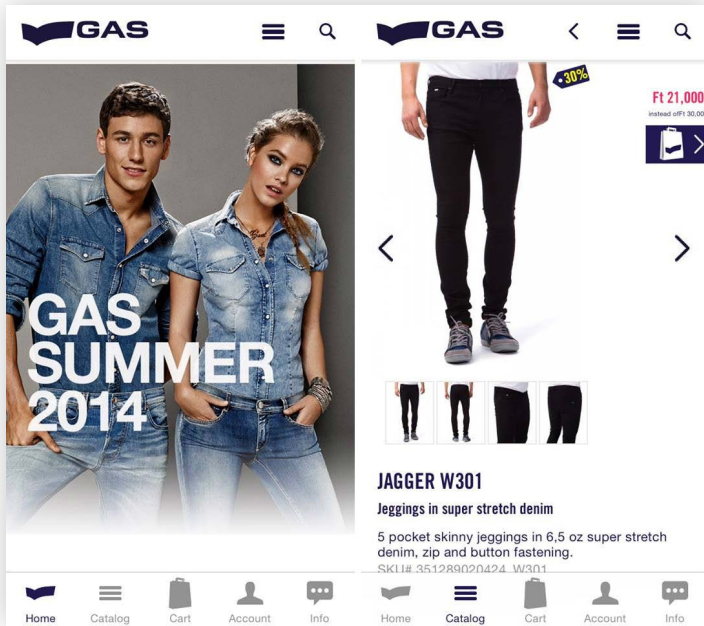 GAS
GAS
SUMMER
2014
Home
Catalog
Cart
Account
Info
GAS
30%
Ft 21,000
instead ofFt 30,00
JAGGER W301
Jeggings in super stretch denim
5 pocket skinny jeggings in 6,5 oz super stretch
denim, zip and button fastening.
SKU# 351289020424_W301
Home
Catalog
Cart
Account
Info